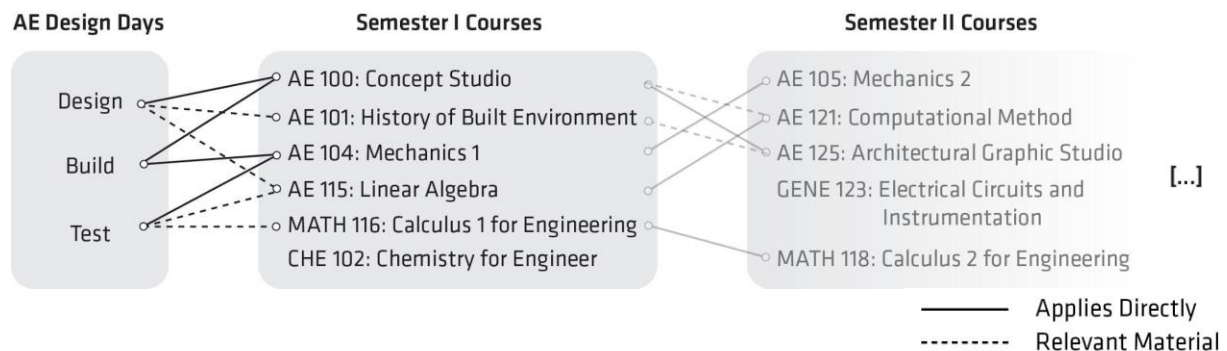 AE Design Days
Design
Build
Test
Semester I Courses
AE 100: Concept Studio
AE 101: History of Built Environment
AE 104: Mechanics 1
AE 115: Linear Algebra
MATH 116: Calculus 1 for Engineering
CHE 102: Chemistry for Engineer
Semester II Courses
AE 105: Mechanics 2
AE 121: Computational Method
AE 125: Architectural Graphic Studio
GENE 123: Electrical Circuits and
Instrumentation
MATH 118: Calculus 2 for Engineering
[...]
Applies Directly
Relevant Material